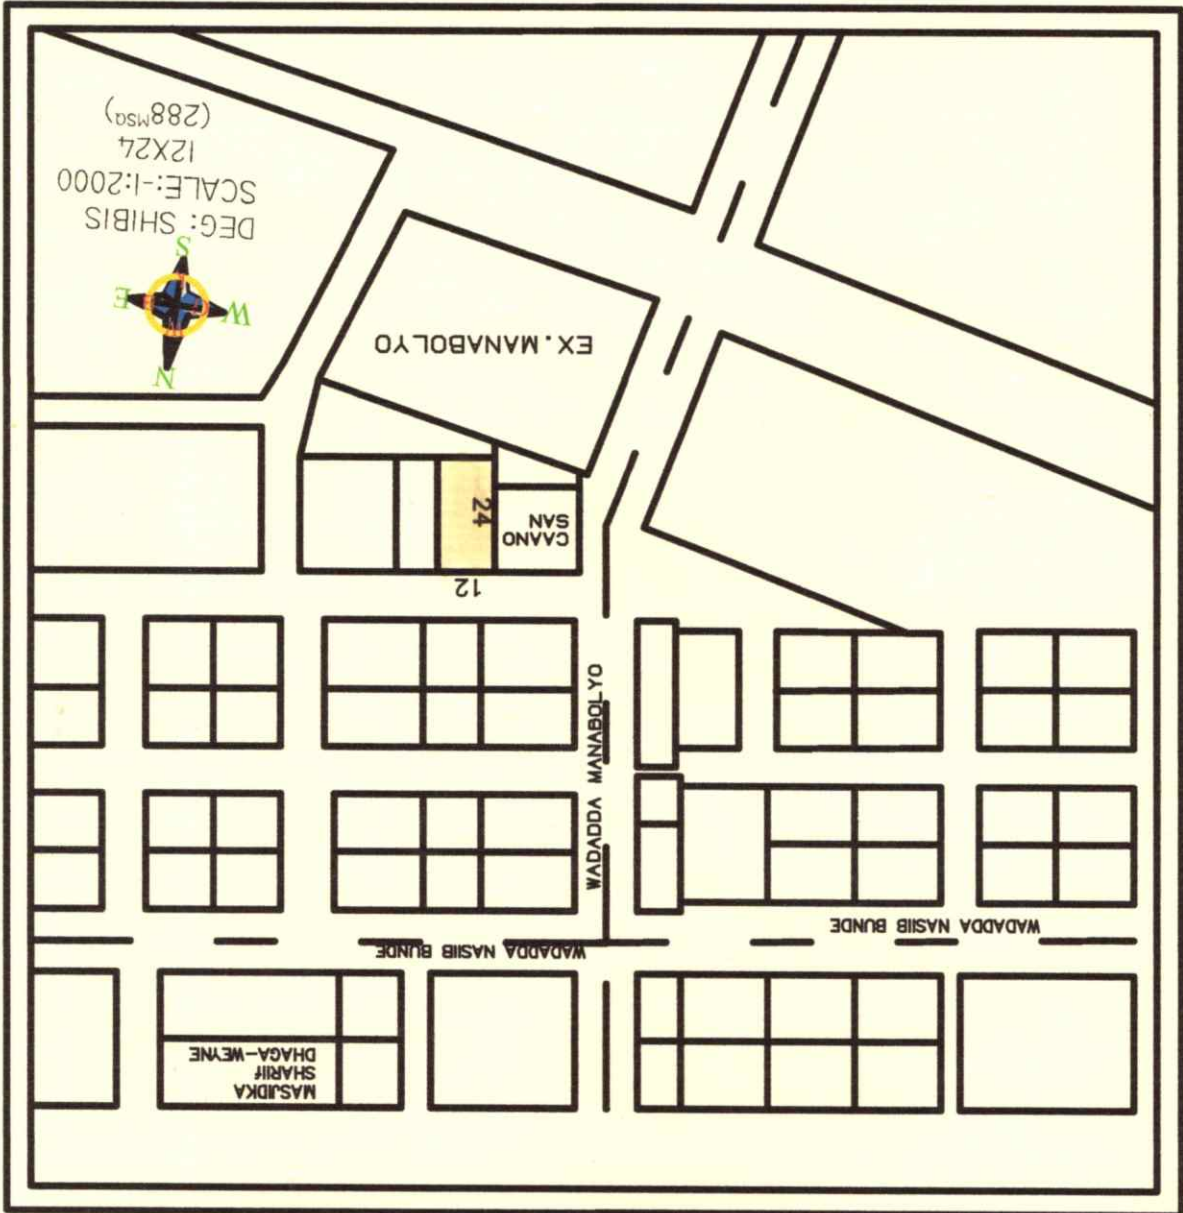 MASJIDKA
SHARIIf
DHAGA-WEYNE
WADADDA NASIIB BUNDE
WADADDA NASIIB BUNDE
WADADDA MANABOLYO
12
CAANO
SAN
24
EX.MANABOLYO
N
W
E
S
DEG: SHIBIS
SCALE:-1:2000
12X24
(288MSQ)